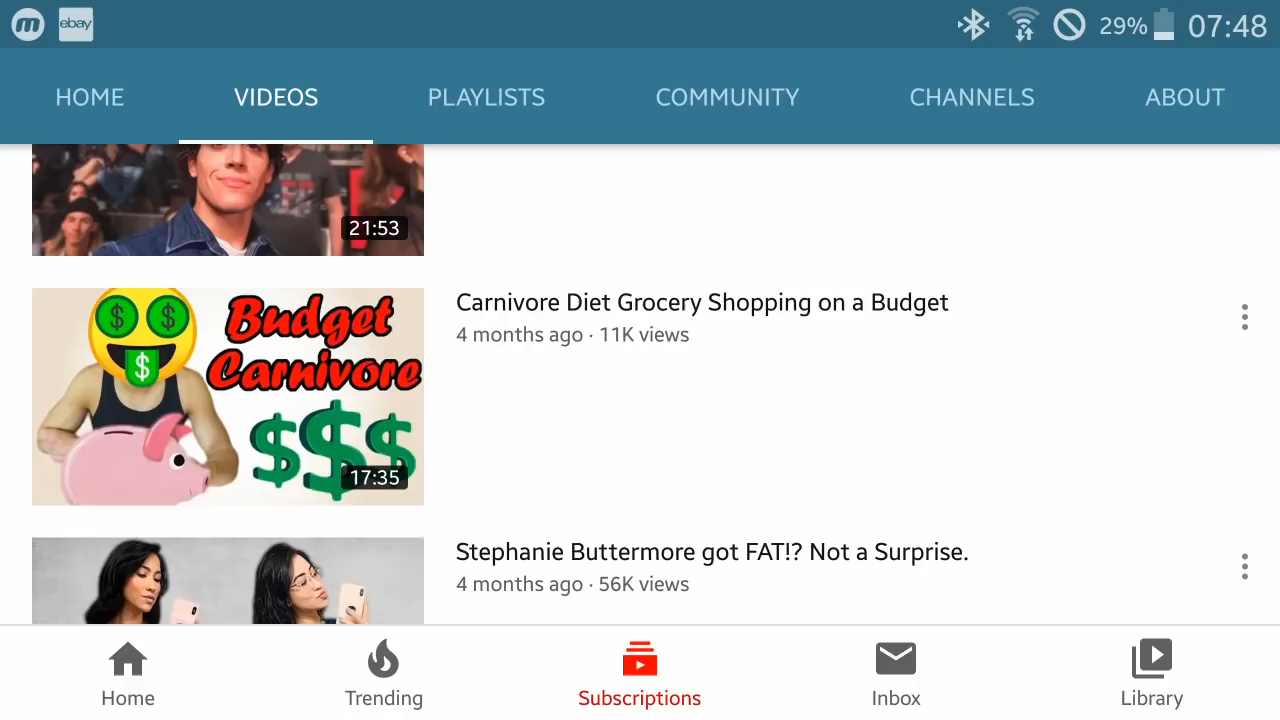 m
ebay
29%
07:48
HOME
VIDEOS
PLAYLISTS
COMMUNITY
CHANNELS
ABOUT
21:53
$ $
$
Budget
Carnivore
$$$
17:35
Carnivore Diet Grocery Shopping on a Budget
4 months ago · 11K views
Stephanie Buttermore got FAT!? Not a Surprise.
4 months ago · 56K views
Home
Trending
Subscriptions
Inbox
Library